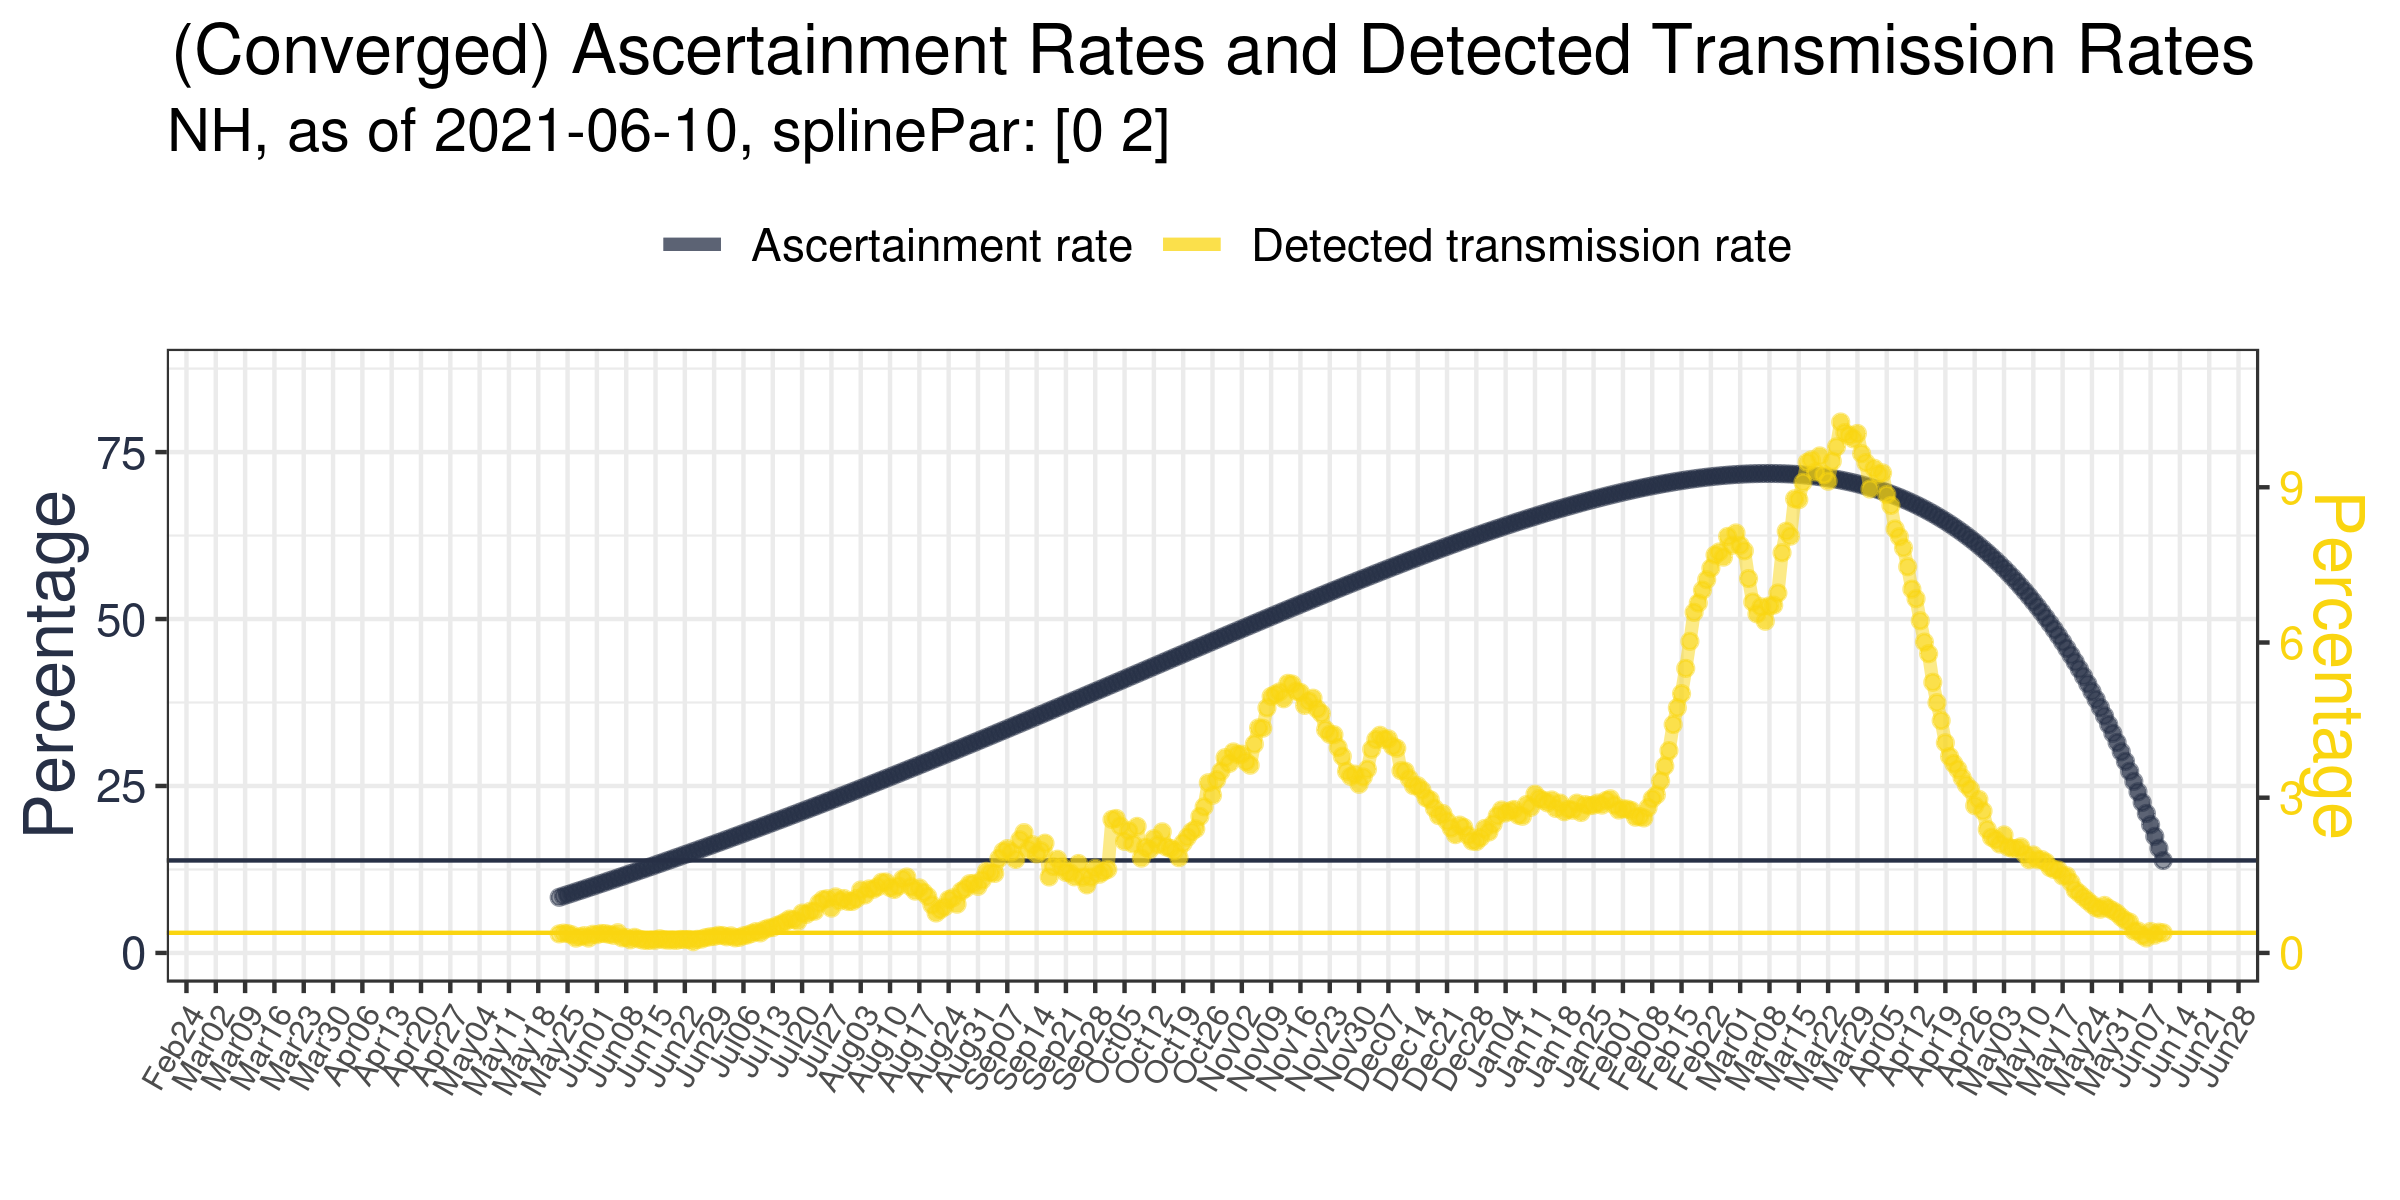 (Converged) Ascertainment Rates and Detected Transmission Rates
NH, as of 2021-06-10, splinePar: [0 2]
Ascertainment rate Detected transmission rate
Percentage
75
50
25
0
9
6
3
0
Percentage
Feb24 Mar02 Mar09 Mar16 Mar23 Mar30 Apr06 Apr13 Apr20 Apr27 May04 May11 May18 May25 Jun01 Jun08 Jun15 Jun22 Jun29 Jul06 Jul13 Jul20 Jul27 Aug03 Aug10 Aug17 Aug24 Aug31 Sep07 Sep14 Sep21 Sep28 Oct05 Oct12 Oct19 Oct26 Nov02 Nov09 Nov16 Nov23 Nov30 Dec07 Dec14 Dec21 Dec28 Jan04 Jan11 Jan18 Jan25 Feb01 Feb08 Feb15 Feb22 Mar01 Mar08 Mar15 Mar22 Mar29 Apr05 Apr12 Apr19 Apr26 May03 May10 May17 May24 May31 Jun07 Jun14 Jun21 Jun28